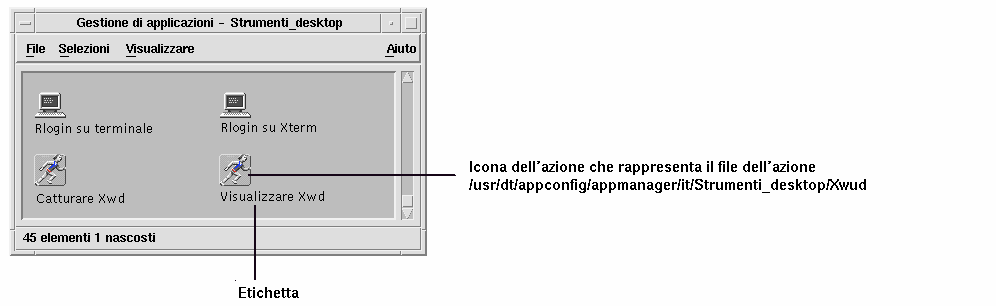 Gestione di applicazioni - Strumenti_desktop
File Selezioni Visualizzare Aiuto
Rlogin su terminale Rlogin su Xterm
Catturare Xwd Visualizzare Xwd
Icona dell'azione che rappresenta il file dell'azione
/usr/dt/appconfig/appmanager/it/Strumenti_desktop/Xwud
45 elementi 1 nascosti
Etichetta